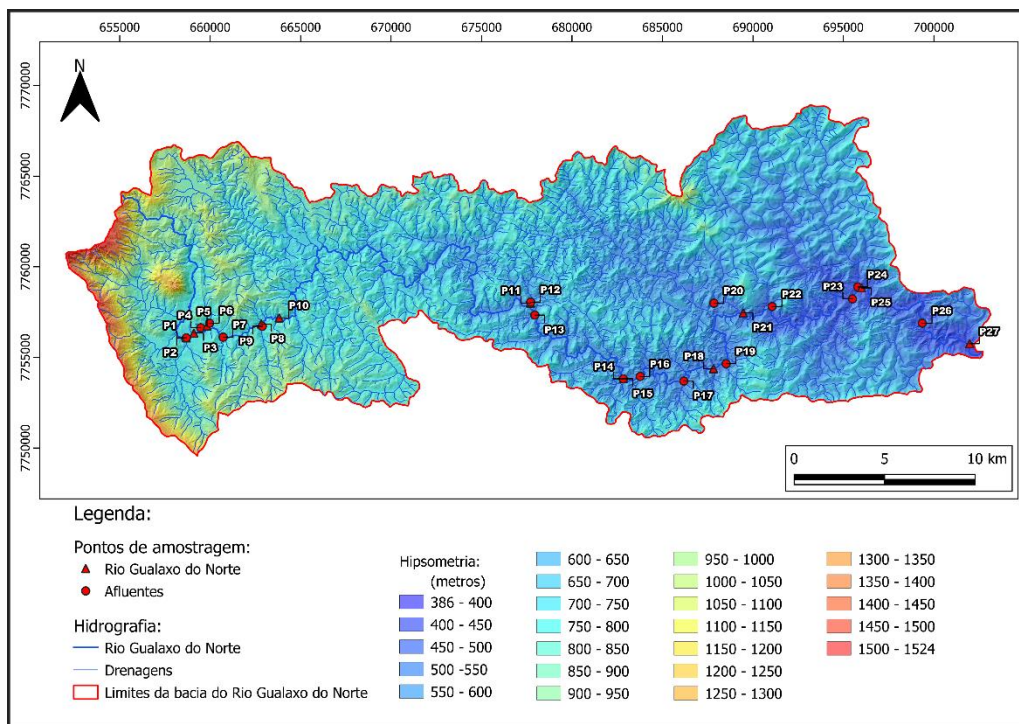 655000 660000 665000 670000 675000 680000 685000 690000 695000 700000
7770000
7765000
7760000
7755000
7750000
N
P1
P2
P4
P5
P6
P3
P7
P9
P8
P10
P11
P12
P13
P14
P15
P16
P17
P18
P19
P20
P21
P22
P23
P24
P25
P26
P27
0 5 10 km
Legenda:
Pontos de amostragem:
Rio Gualaxo do Norte
Afluentes
Hidrografia:
Rio Gualaxo do Norte
Drenagens
Limites da bacia do Rio Gualaxo do Norte
Hipsometria:
(metros)
386 - 400
400 - 450
450 - 500
500 -550
550 - 600
600 - 650
650 - 700
700 - 750
750 - 800
800 - 850
850 - 900
900 - 950
950 - 1000
1000 - 1050
1050 - 1100
1100 - 1150
1150 - 1200
1200 - 1250
1250 - 1300
1300 - 1350
1350 - 1400
1400 - 1450
1450 - 1500
1500 - 1524